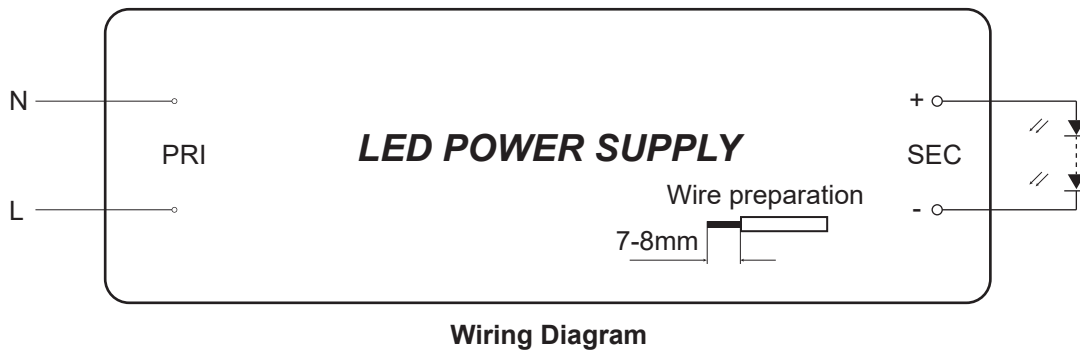 N
+
PRI
LED POWER SUPPLY
SEC
Wire preparation
L
-
7-8mm
Wiring Diagram